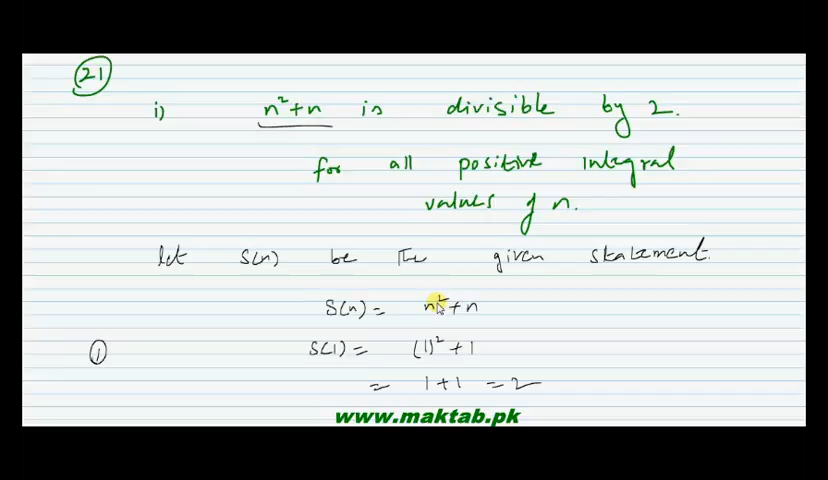 21
i) n²+n is divisible by 2.
for all positive integral
values of n.
let S(n) be the given statement.
S(n) = n²+n
① S(1) = (1)² + 1
= 1+1 = 2
www.maktab.pk